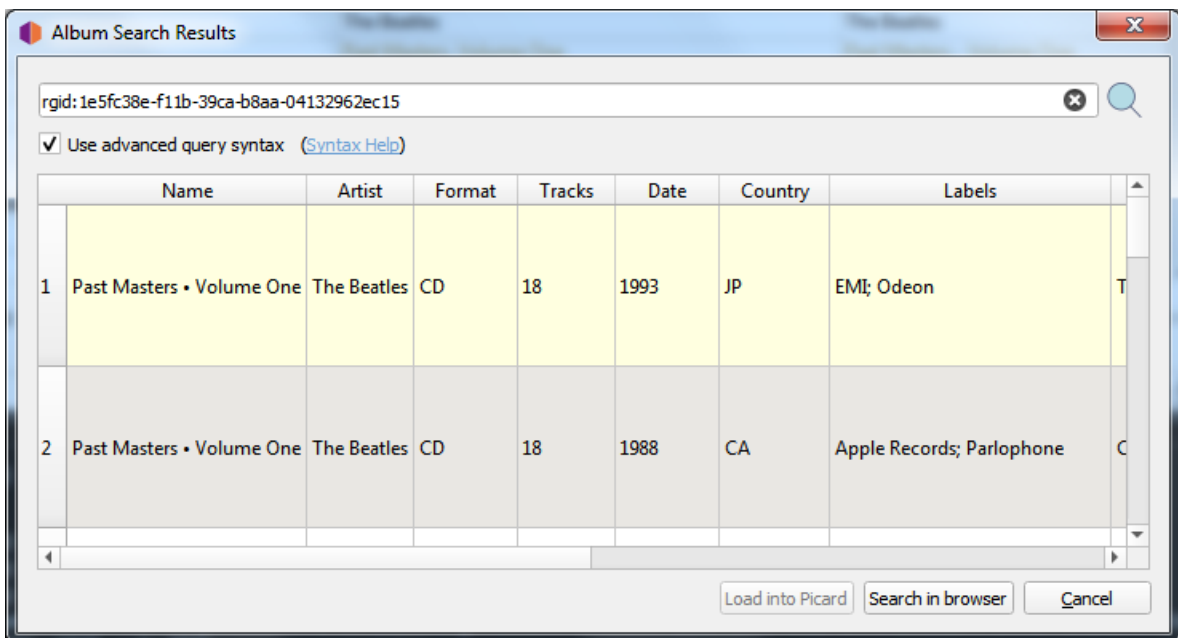 Album Search Results
rgid:1e5fc38e-f11b-39ca-b8aa-04132962ec15
Use advanced query syntax (Syntax Help)
Name Artist Format Tracks Date Country Labels
1 Past Masters • Volume One The Beatles CD 18 1993 JP EMI; Odeon T
2 Past Masters • Volume One The Beatles CD 18 1988 CA Apple Records; Parlophone
Load into Picard Search in browser Cancel